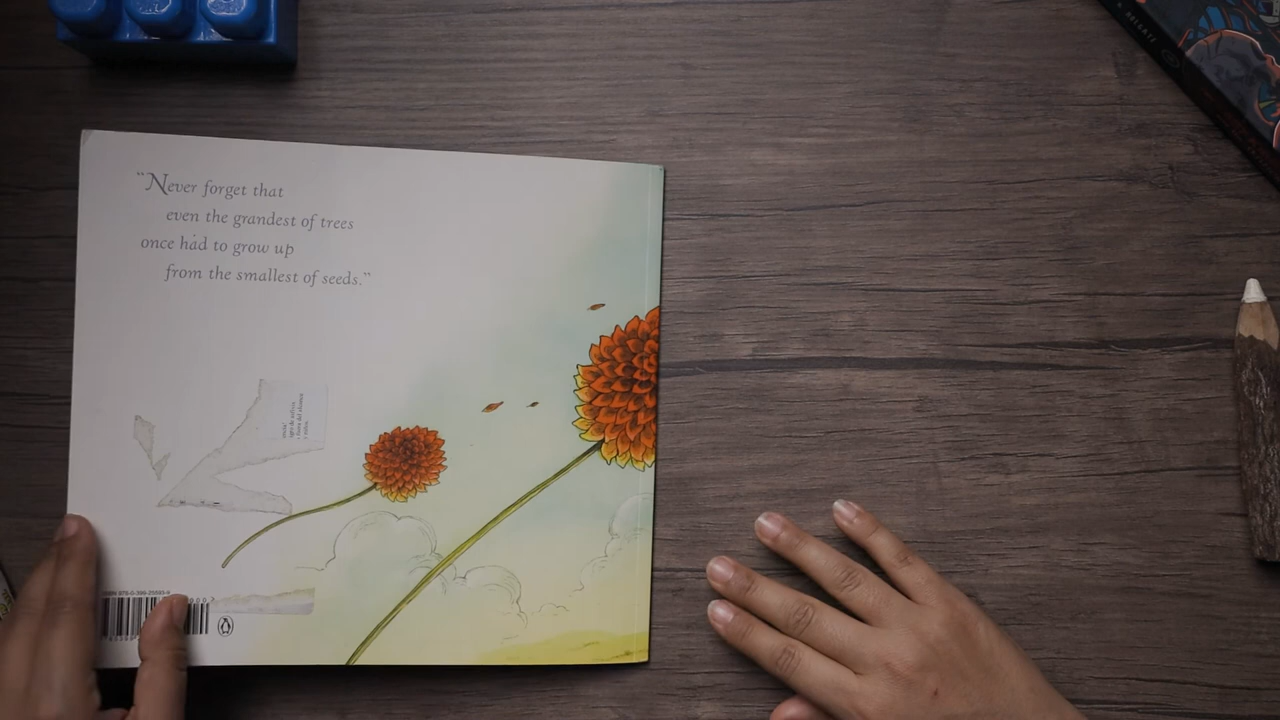 “Never forget that
even the grandest of trees
once had to grow up
from the smallest of seeds.”